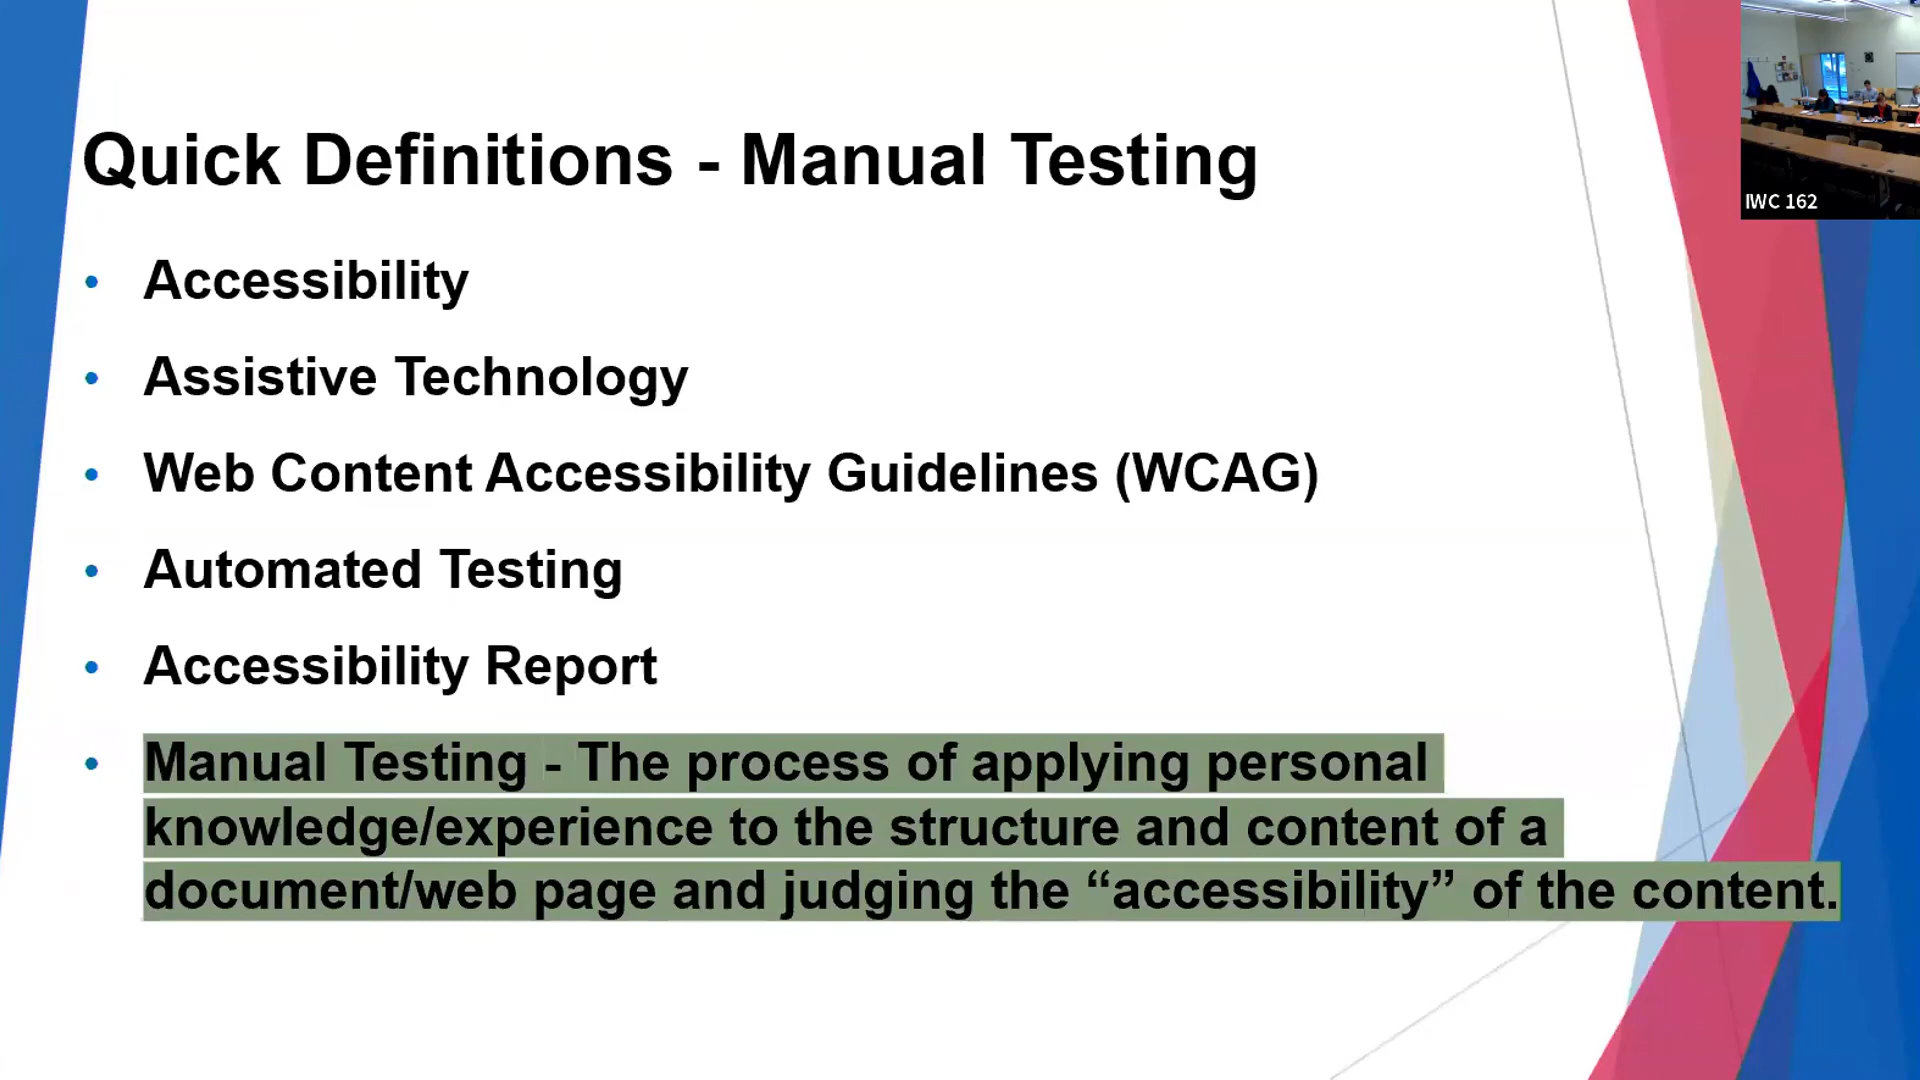 Quick Definitions - Manual Testing
IWC 162
• Accessibility
• Assistive Technology
• Web Content Accessibility Guidelines (WCAG)
• Automated Testing
• Accessibility Report
• Manual Testing - The process of applying personal
knowledge/experience to the structure and content of a
document/web page and judging the “accessibility” of the content.